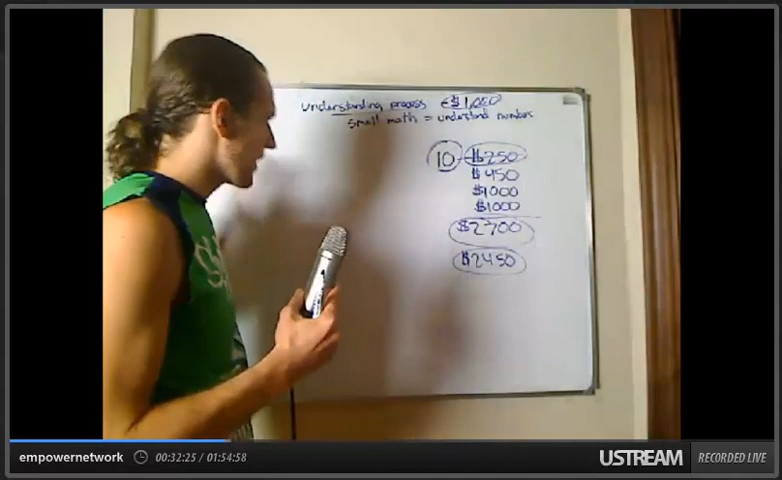 understanding process $1,000
small math = understand numbers
10 $250
$450
$1000
$1000
$2700
$2450
empowernetwork 00:32:25 / 01:54:58 USTREAM RECORDED LIVE